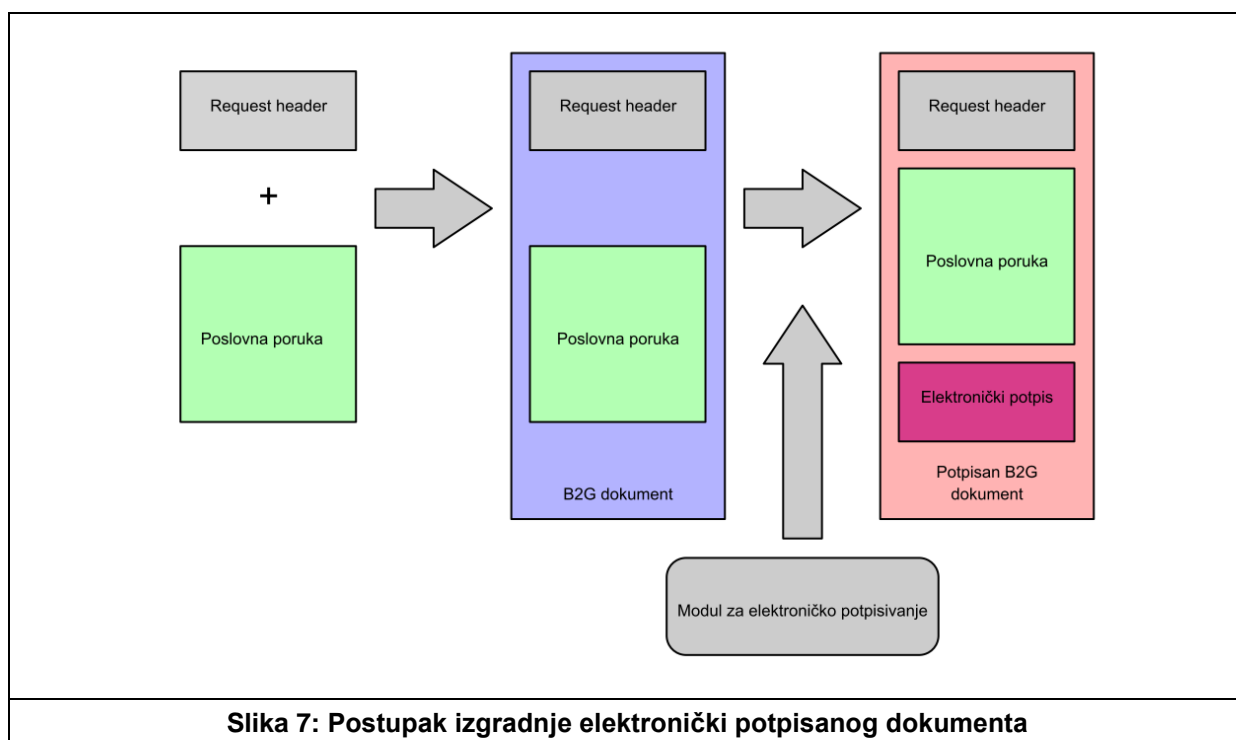 Request header
+
Poslovna poruka
Request header
Poslovna poruka
B2G dokument
Request header
Poslovna poruka
Elektronički potpis
Potpisan B2G
dokument
Modul za elektroničko potpisivanje
Slika 7: Postupak izgradnje elektronički potpisanog dokumenta